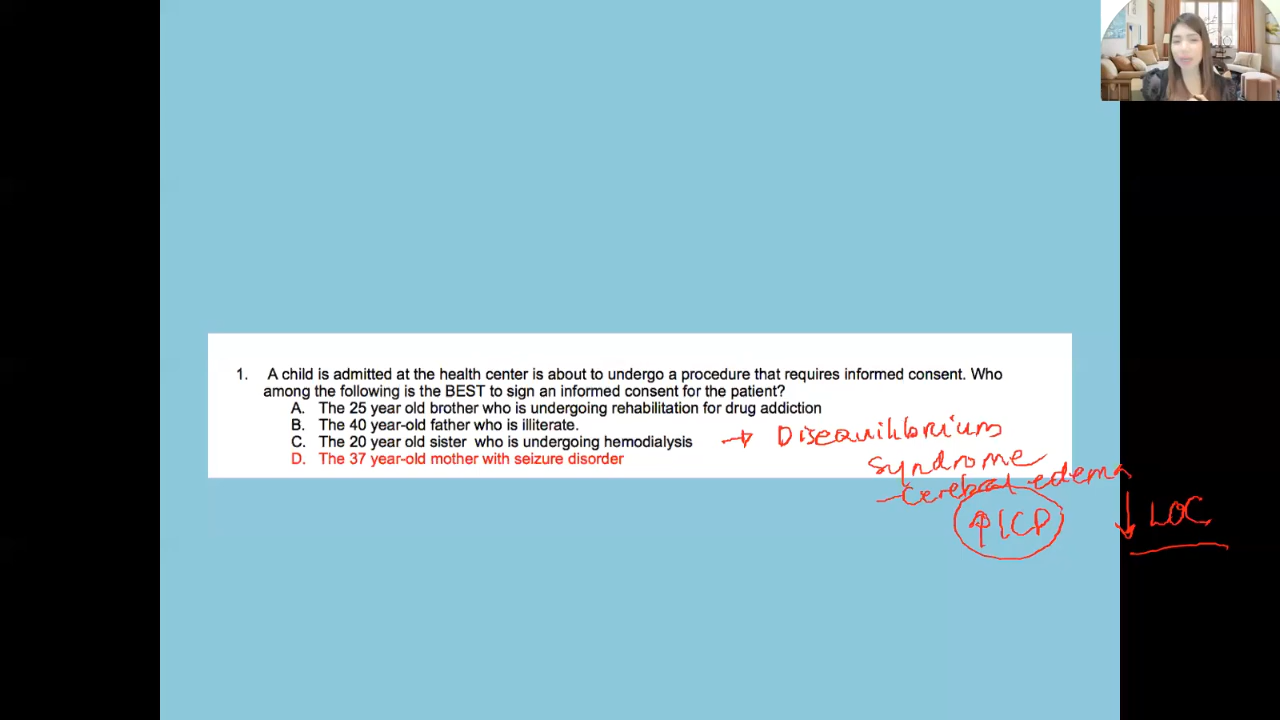 1. A child is admitted at the health center is about to undergo a procedure that requires informed consent. Who
among the following is the BEST to sign an informed consent for the patient?
A. The 25 year old brother who is undergoing rehabilitation for drug addiction
B. The 40 year-old father who is illiterate.
C. The 20 year old sister who is undergoing hemodialysis → Disequilibrium
D. The 37 year-old mother with seizure disorder
Syndrome
- Cerebral edema
↑ICP ↓ LOC